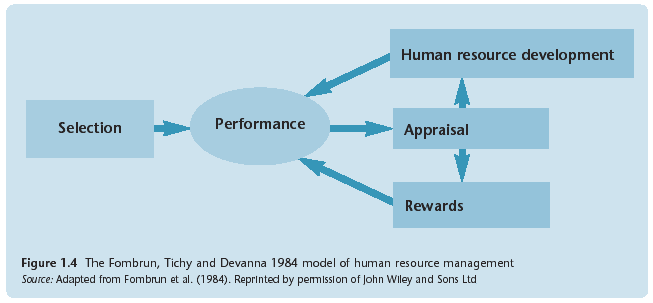 Human resource development
Selection
Performance
Appraisal
Rewards
Figure 1.4 The Fombrun, Tichy and Devanna 1984 model of human resource management
Source: Adapted from Fombrun et al. (1984). Reprinted by permission of John Wiley and Sons Ltd